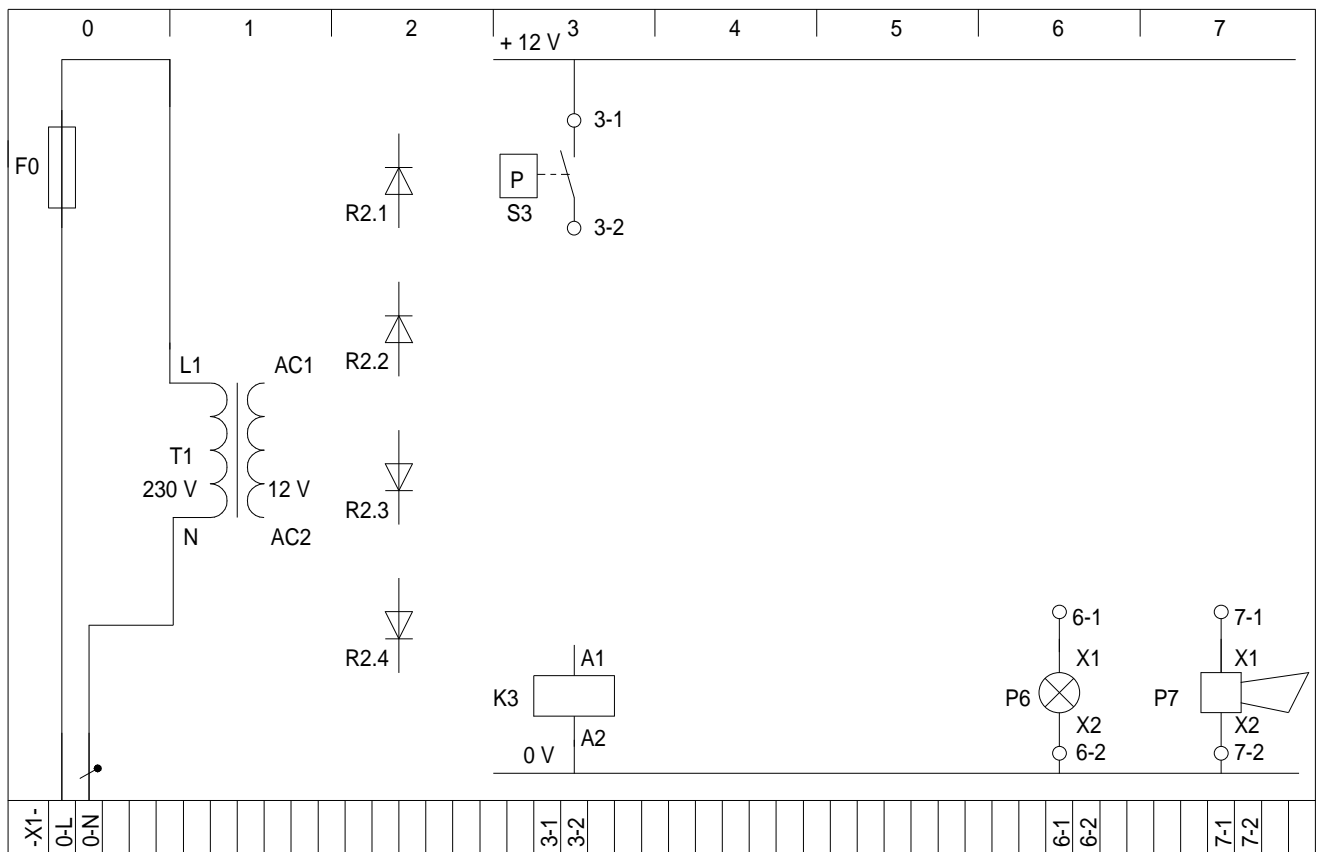 0 1 2 3 4 5 6 7
+ 12 V
3-1
F0
P
R2.1
S3
3-2
L1 AC1
R2.2
T1
230 V 12 V
R2.3
N AC2
6-1 7-1
R2.4
A1 X1 X1
K3 P6 P7
A2 X2 X2
0 V 6-2 7-2
-X1- 0-L 0-N 3-1 3-2 6-1 6-2 7-1 7-2